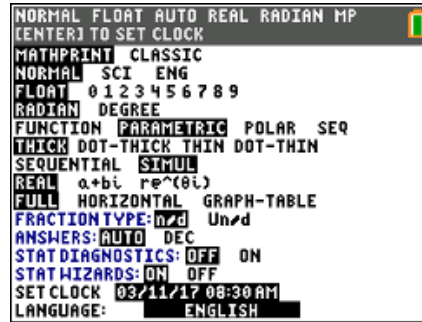 NORMAL FLOAT AUTO REAL RADIAN MP
[ENTER] TO SET CLOCK
MATHPRINT CLASSIC
NORMAL SCI ENG
FLOAT 0 1 2 3 4 5 6 7 8 9
RADIAN DEGREE
FUNCTION PARAMETRIC POLAR SEQ
THICK DOT-THICK THIN DOT-THIN
SEQUENTIAL SIMUL
REAL a+bi re^(θi)
FULL HORIZONTAL GRAPH-TABLE
FRACTION TYPE: n/d Un/d
ANSWERS: AUTO DEC
STAT DIAGNOSTICS: OFF ON
STAT WIZARDS: ON OFF
SET CLOCK 03/11/17 08:30 AM
LANGUAGE: ENGLISH